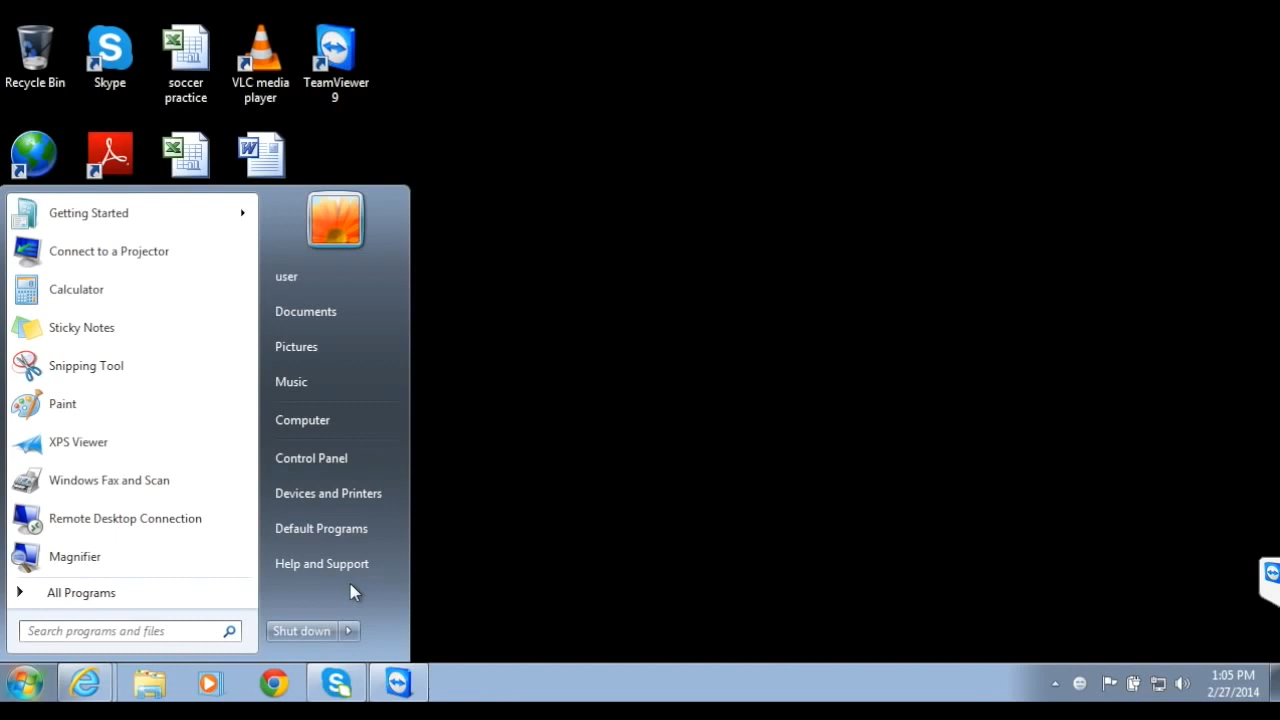 Recycle Bin
Skype
soccer
practice
VLC media
player
TeamViewer
9
Getting Started
Connect to a Projector
Calculator
Sticky Notes
Snipping Tool
Paint
XPS Viewer
Windows Fax and Scan
Remote Desktop Connection
Magnifier
All Programs
Search programs and files
user
Documents
Pictures
Music
Computer
Control Panel
Devices and Printers
Default Programs
Help and Support
Shut down
1:05 PM
2/27/2014